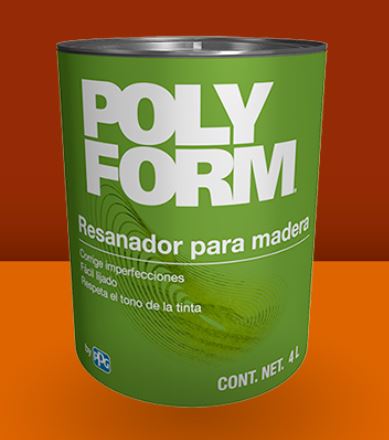 POLY
FORM
Resanador para madera
Corrige imperfecciones
Fácil lijado
Respeta el tono de la tinta
by PPG
CONT. NET. 4 L